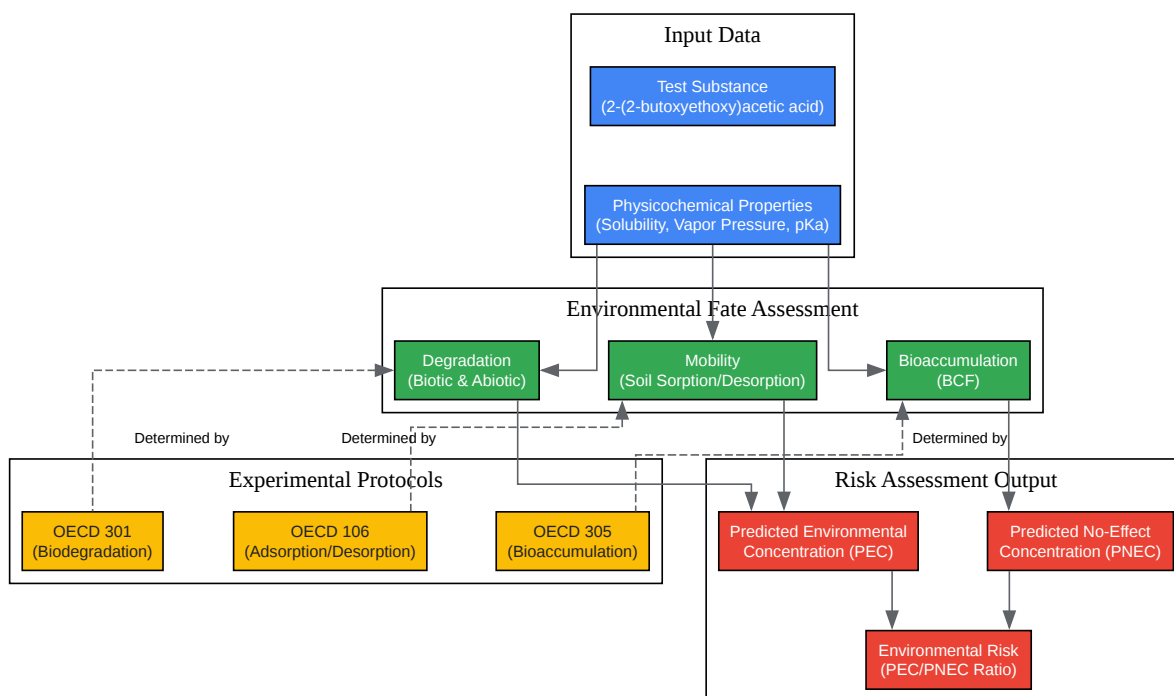 Input Data
Test Substance
(2-(2-butoxyethoxy)acetic acid)
Physicochemical Properties
(Solubility, Vapor Pressure, pKa)
Environmental Fate Assessment
Degradation
(Biotic & Abiotic)
Mobility
(Soil Sorption/Desorption)
Bioaccumulation
(BCF)
Determined by
Determined by
Determined by
Experimental Protocols
OECD 301
(Biodegradation)
OECD 106
(Adsorption/Desorption)
OECD 305
(Bioaccumulation)
Risk Assessment Output
Predicted Environmental
Concentration (PEC)
Predicted No-Effect
Concentration (PNEC)
Environmental Risk
(PEC/PNEC Ratio)